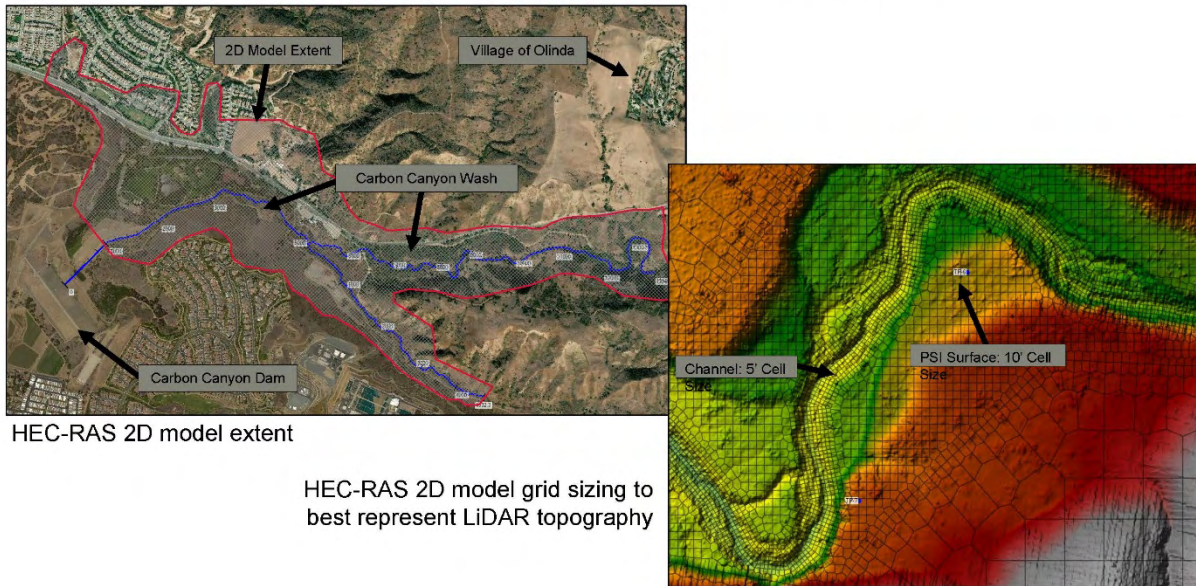 2D Model Extent
Village of Olinda
Carbon Canyon Wash
Carbon Canyon Dam
HEC-RAS 2D model extent
Channel: 5' Cell
Size
PSI Surface: 10' Cell
Size
HEC-RAS 2D model grid sizing to
best represent LiDAR topography